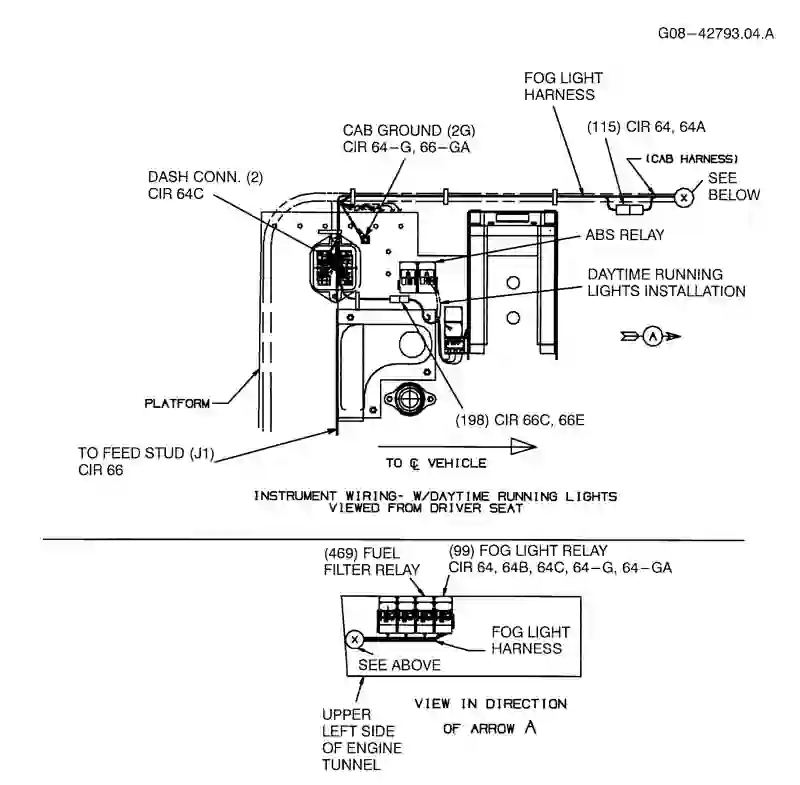 G08-42793.04.A
FOG LIGHT
HARNESS
(115) CIR 64, 64A
CAB GROUND (2G)
CIR 64-G, 66-GA
(CAB HARNESS)
DASH CONN. (2)
CIR 64C
X
SEE
BELOW
ABS RELAY
DAYTIME RUNNING
LIGHTS INSTALLATION
A
PLATFORM
(198) CIR 66C, 66E
TO FEED STUD (J1)
CIR 66
TO ℄ VEHICLE
INSTRUMENT WIRING- W/DAYTIME RUNNING LIGHTS
VIEWED FROM DRIVER SEAT
(469) FUEL
FILTER RELAY
(99) FOG LIGHT RELAY
CIR 64, 64B, 64C, 64-G, 64-GA
FOG LIGHT
HARNESS
X
SEE ABOVE
VIEW IN DIRECTION
OF ARROW A
UPPER
LEFT SIDE
OF ENGINE
TUNNEL